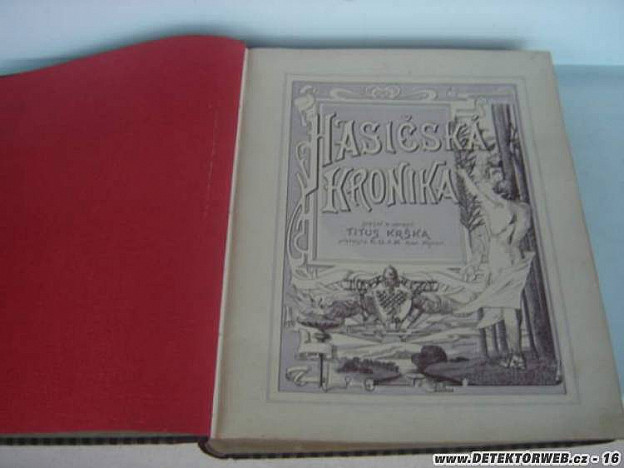 HASIČSKÁ
KRONIKA
TITUS KRŠKA
www.DETEKTORWEB.cz - 16